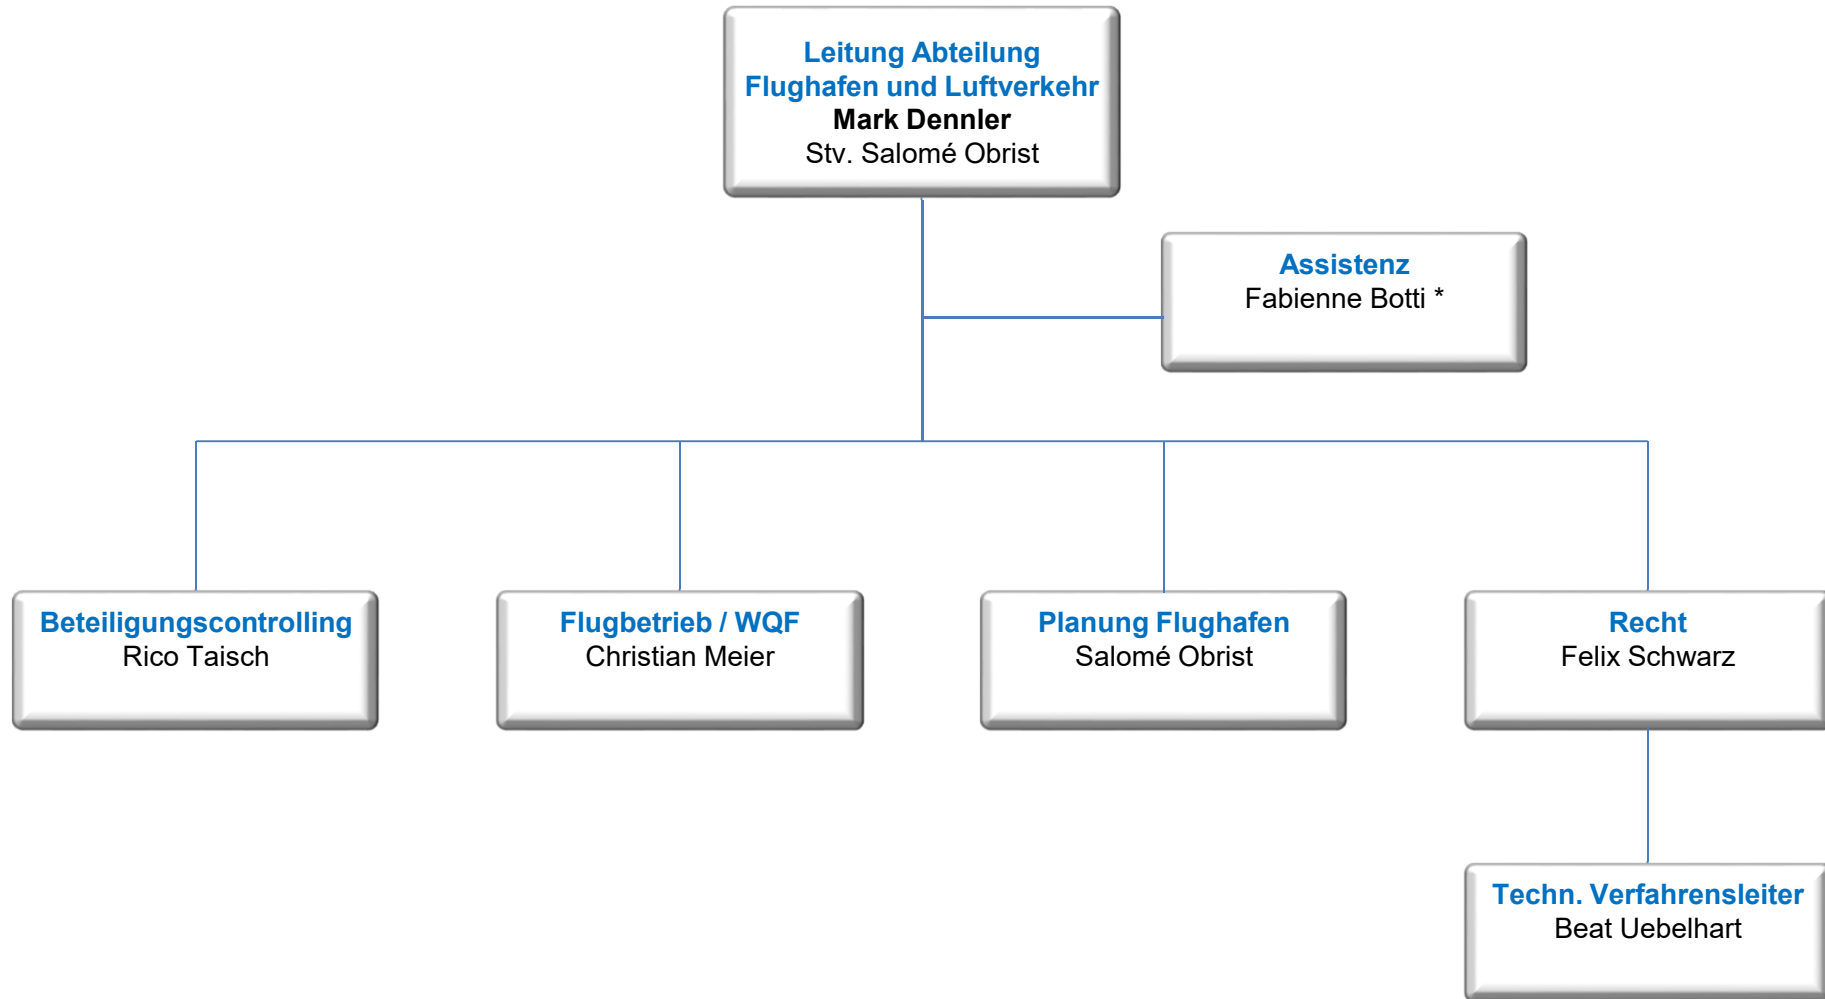 Leitung Abteilung
Flughafen und Luftverkehr
Mark Dennler
Stv. Salomé Obrist
Assistenz
Fabienne Botti *
Beteiligungscontrolling
Rico Taisch
Flugbetrieb / WQF
Christian Meier
Planung Flughafen
Salomé Obrist
Recht
Felix Schwarz
Techn. Verfahrensleiter
Beat Uebelhart